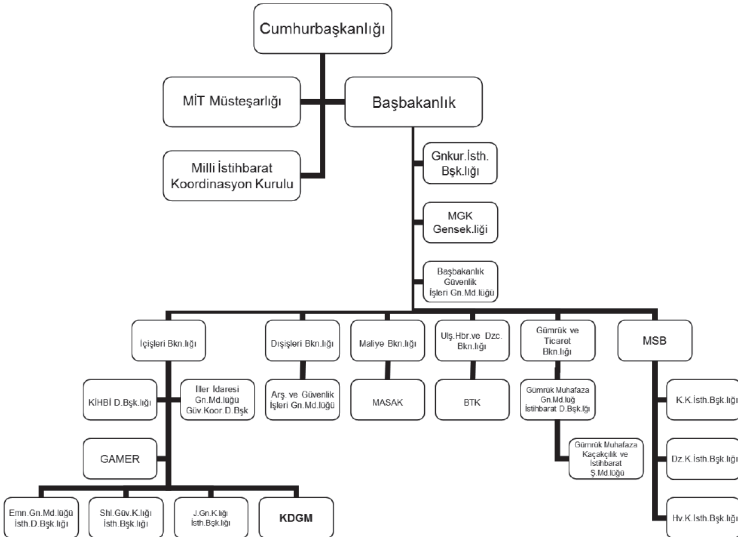 Cumhurbaşkanlığı
MİT Müsteşarlığı
Başbakanlık
Milli İstihbarat
Koordinasyon Kurulu
Gnkur.İsth.
Bşk.lığı
MGK
Gensek.liği
Başbakanlık
Güvenlik
İşleri Gn.Md.lüğü
İçişleri Bkn.lığı
Dışişleri Bkn.lığı
Maliye Bkn.lığı
Ulş.Hbr.ve Dzc.
Bkn.lığı
Gümrük ve
Ticaret
Bkn.lığı
MSB
KİHBİ D.Bşk.lığı
İller İdaresi
Gn.Md.lüğü
Güv Koor D.Bşk
Arş. ve Güvenlik
İşleri Gn.Md.lüğü
MASAK
BTK
Gümrük Muhafaza
Gn.Md.lüğ
İstihbarat D.Bşk.lğı
K.K.İsth.Bşk.lığı
GAMER
Gümrük Muhafaza
Kaçakçılık ve
İstihbarat
Ş.Md.lüğü
Dz.K.İsth.Bşk.lığı
Emn.Gn.Md.lüğü
İsth.D.Bşk.lığı
Shl.Güv.K.lığı
İsth.Bşk.lığı
J.Gn.K.lığı
İsth.Bşk.lığı
KDGM
Hv.K.İsth.Bşk.lığı